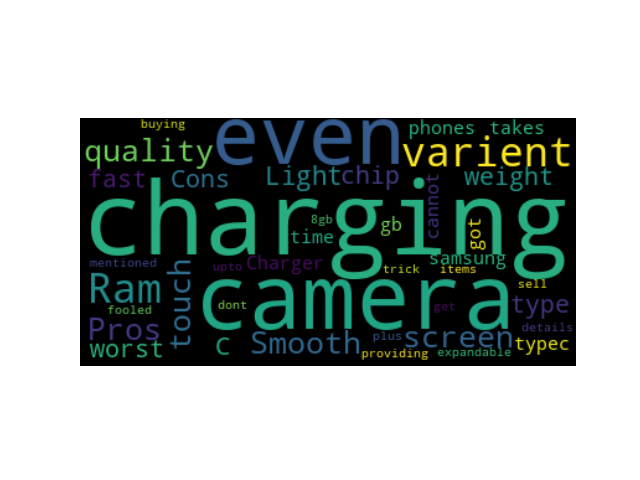 buying
even
phones takes
quality
varient
fast
Cons
Light
chip
weight
charging
cannot
8gb
gb
got
time
samsung
mentioned
upto
Charger
trick
items
touch
Ram
camera
sell
fooled
dont
get
type
Pros
details
worst
C
Smooth
plus
screen
typec
providing
expandable